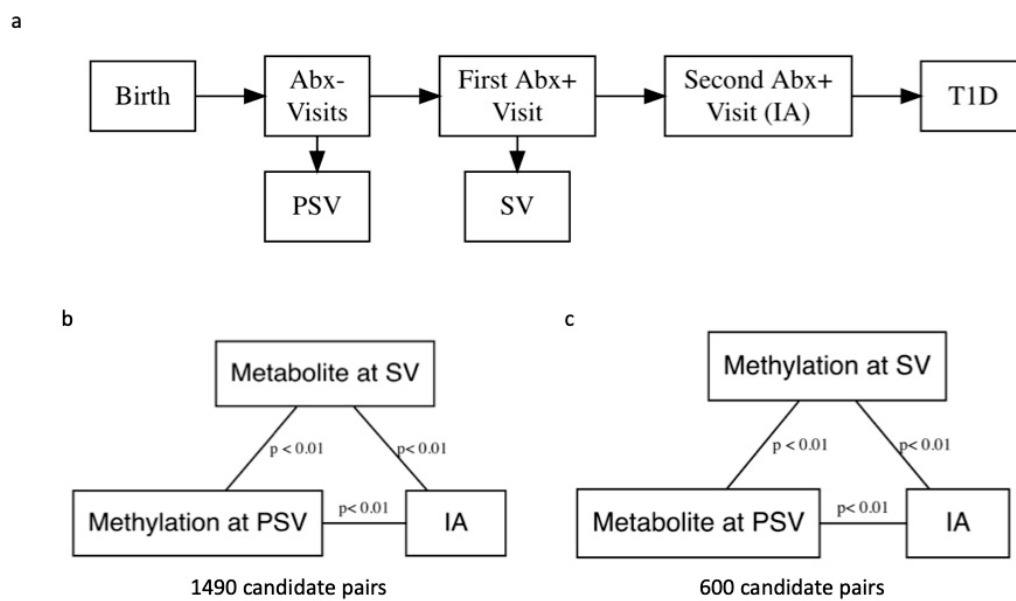 a
Birth
Abx-
Visits
First Abx+
Visit
Second Abx+
Visit (IA)
T1D
PSV
SV
b
Metabolite at SV
p < 0.01
p < 0.01
Methylation at PSV
p< 0.01
IA
1490 candidate pairs
c
Methylation at SV
p < 0.01
p < 0.01
Metabolite at PSV
p< 0.01
IA
600 candidate pairs